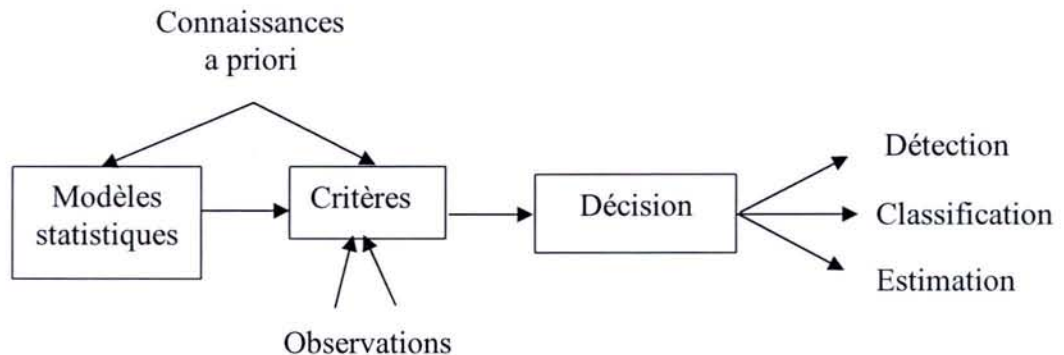 Connaissances
a priori
Modèles
statistiques
Critères
Décision
Détection
Classification
Estimation
Observations